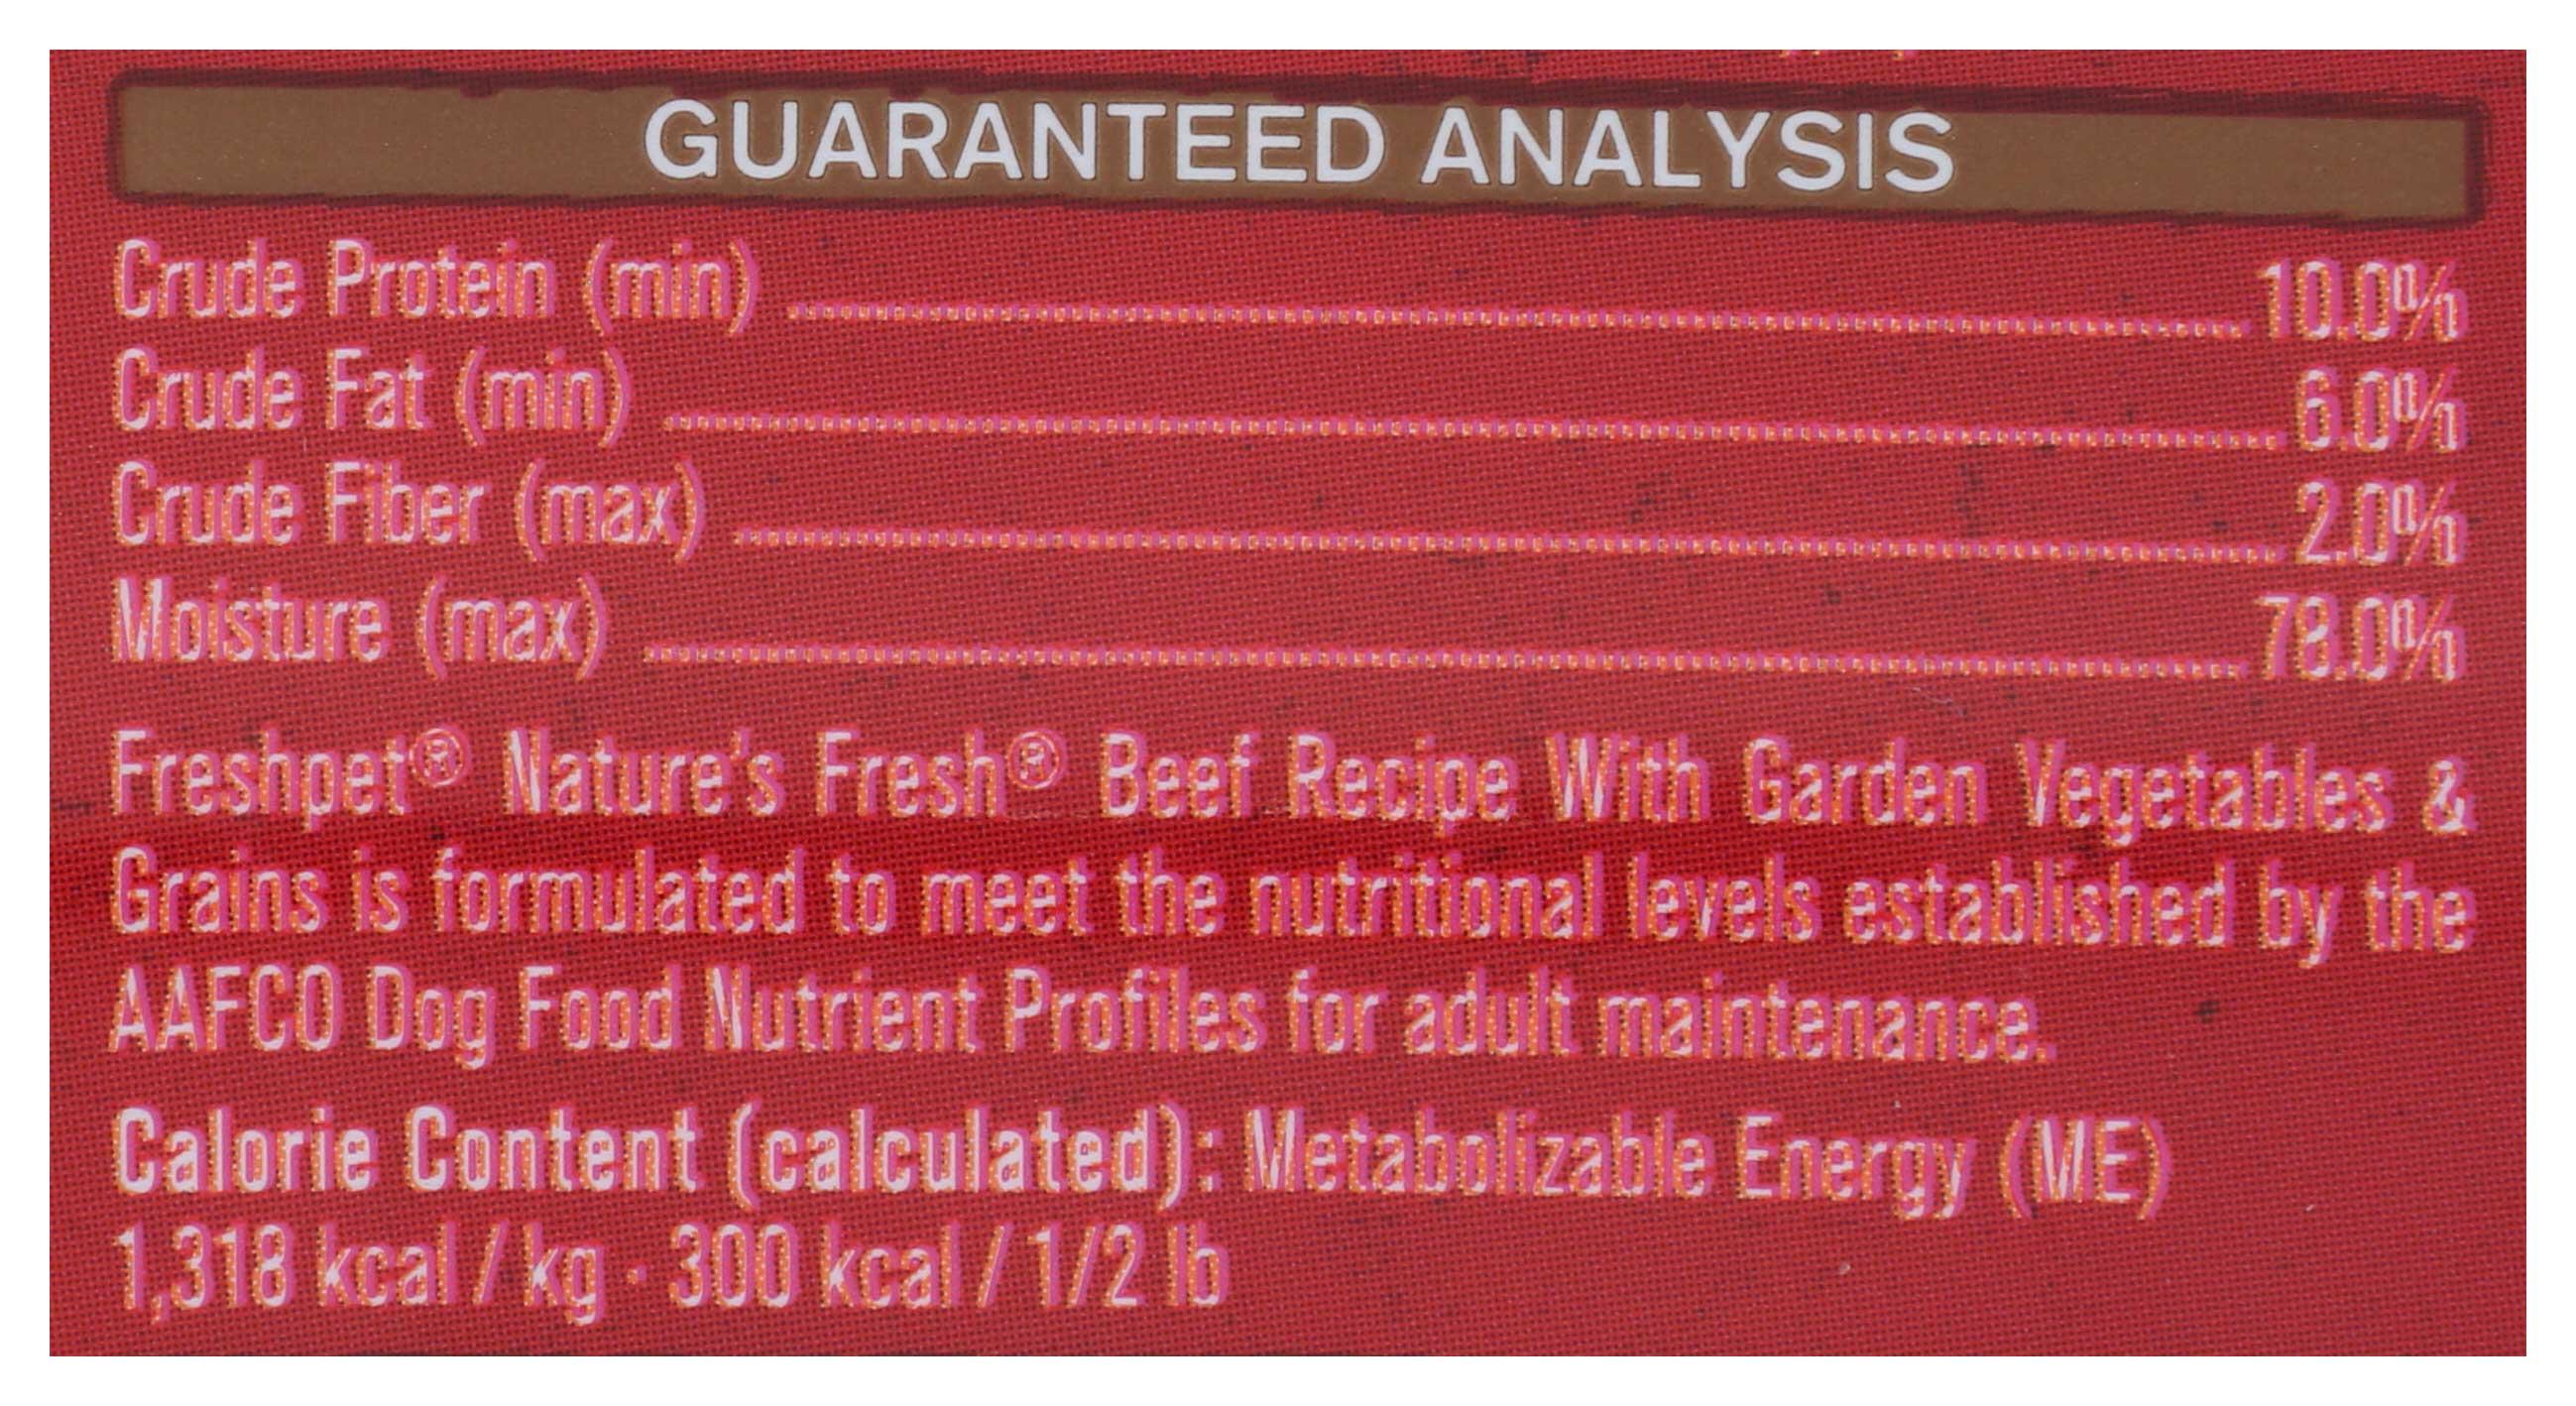 GUARANTEED ANALYSIS
Crude Protein (min) 10.0%
Crude Fat (min) 6.0%
Crude Fiber (max) 2.0%
Moisture (max) 78.0%
Freshpet® Nature's Fresh® Beef Recipe With Garden Vegetables &
Grains is formulated to meet the nutritional levels established by the
AAFCO Dog Food Nutrient Profiles for adult maintenance.
Calorie Content (calculated): Metabolizable Energy (ME)
1,318 kcal / kg · 300 kcal / 1/2 lb